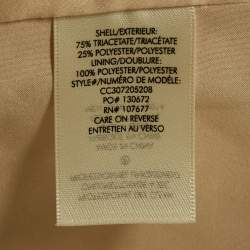 SHELL/EXTERIEUR:
75% TRIACETATE/TRIACÉTATE
25% POLYESTER/POLYESTER
LINING/DOUBLURE:
100% POLYESTER/POLYESTER
STYLE#/NUMÉRO DE MODÈLE:
CC307205208
PO# 130672
RN# 107677
CARE ON REVERSE
ENTRETIEN AU VERSO